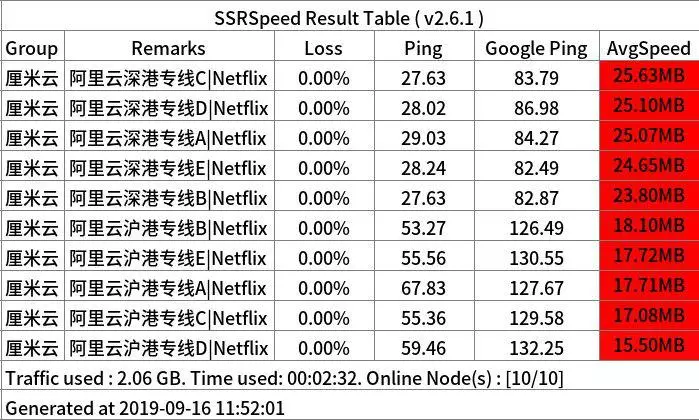 SSRSpeed Result Table ( v2.6.1 )
Group Remarks Loss Ping Google Ping AvgSpeed
厘米云 阿里云深港专线C|Netflix 0.00% 27.63 83.79 25.63MB
厘米云 阿里云深港专线D|Netflix 0.00% 28.02 86.98 25.10MB
厘米云 阿里云深港专线A|Netflix 0.00% 29.03 84.27 25.07MB
厘米云 阿里云深港专线E|Netflix 0.00% 28.24 82.49 24.65MB
厘米云 阿里云深港专线B|Netflix 0.00% 27.63 82.87 23.80MB
厘米云 阿里云沪港专线B|Netflix 0.00% 53.27 126.49 18.10MB
厘米云 阿里云沪港专线E|Netflix 0.00% 55.56 130.55 17.72MB
厘米云 阿里云沪港专线A|Netflix 0.00% 67.83 127.67 17.71MB
厘米云 阿里云沪港专线C|Netflix 0.00% 55.36 129.58 17.08MB
厘米云 阿里云沪港专线D|Netflix 0.00% 59.46 132.25 15.50MB
Traffic used : 2.06 GB. Time used: 00:02:32. Online Node(s) : [10/10]
Generated at 2019-09-16 11:52:01